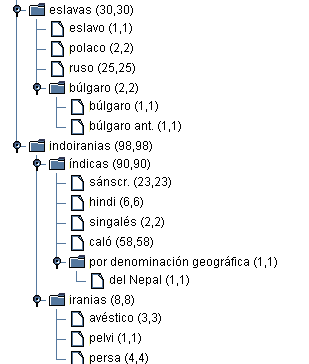 eslavas (30,30)
eslavo (1,1)
polaco (2,2)
ruso (25,25)
búlgaro (2,2)
búlgaro (1,1)
búlgaro ant. (1,1)
indoiranias (98,98)
índicas (90,90)
sánscr. (23,23)
hindi (6,6)
singalés (2,2)
caló (58,58)
por denominación geográfica (1,1)
del Nepal (1,1)
iranias (8,8)
avéstico (3,3)
pelvi (1,1)
persa (4,4)